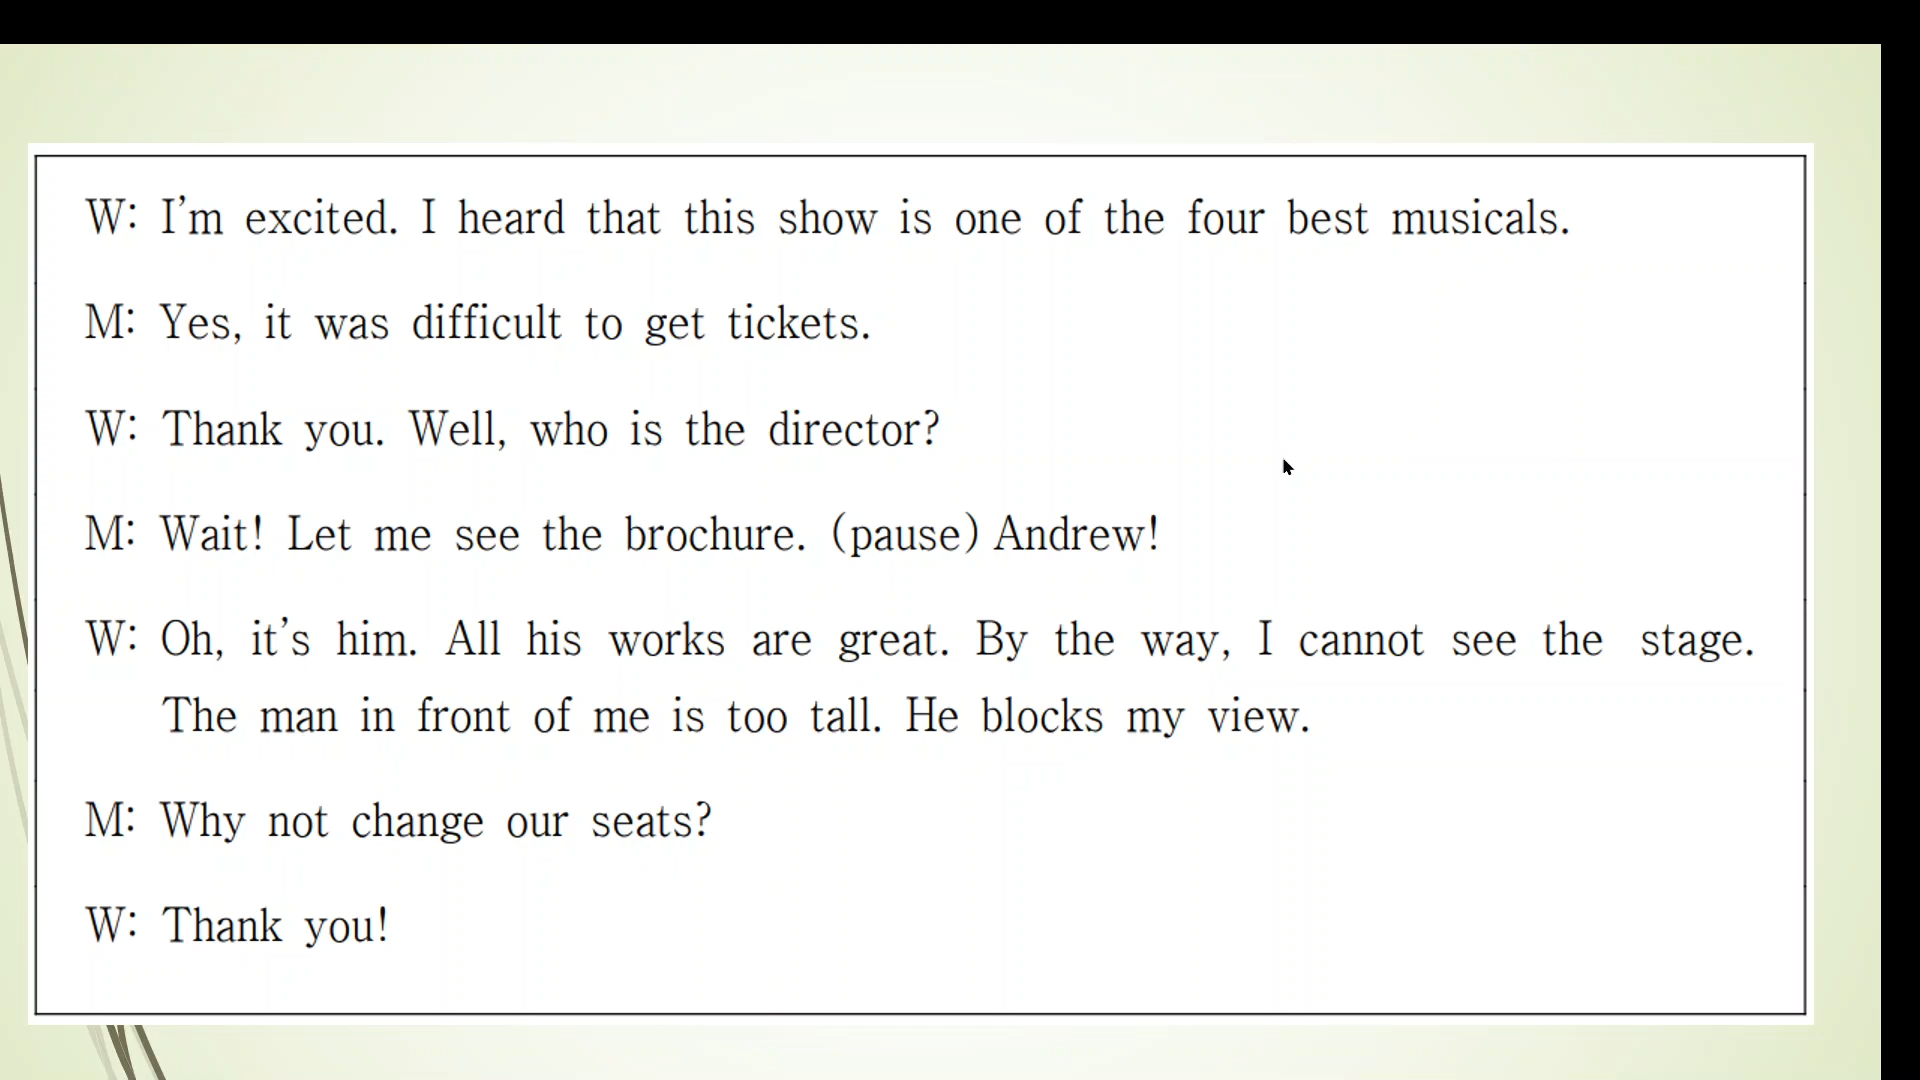 W: I'm excited. I heard that this show is one of the four best musicals.
M: Yes, it was difficult to get tickets.
W: Thank you. Well, who is the director?
M: Wait! Let me see the brochure. (pause) Andrew!
W: Oh, it's him. All his works are great. By the way, I cannot see the stage.
The man in front of me is too tall. He blocks my view.
M: Why not change our seats?
W: Thank you!